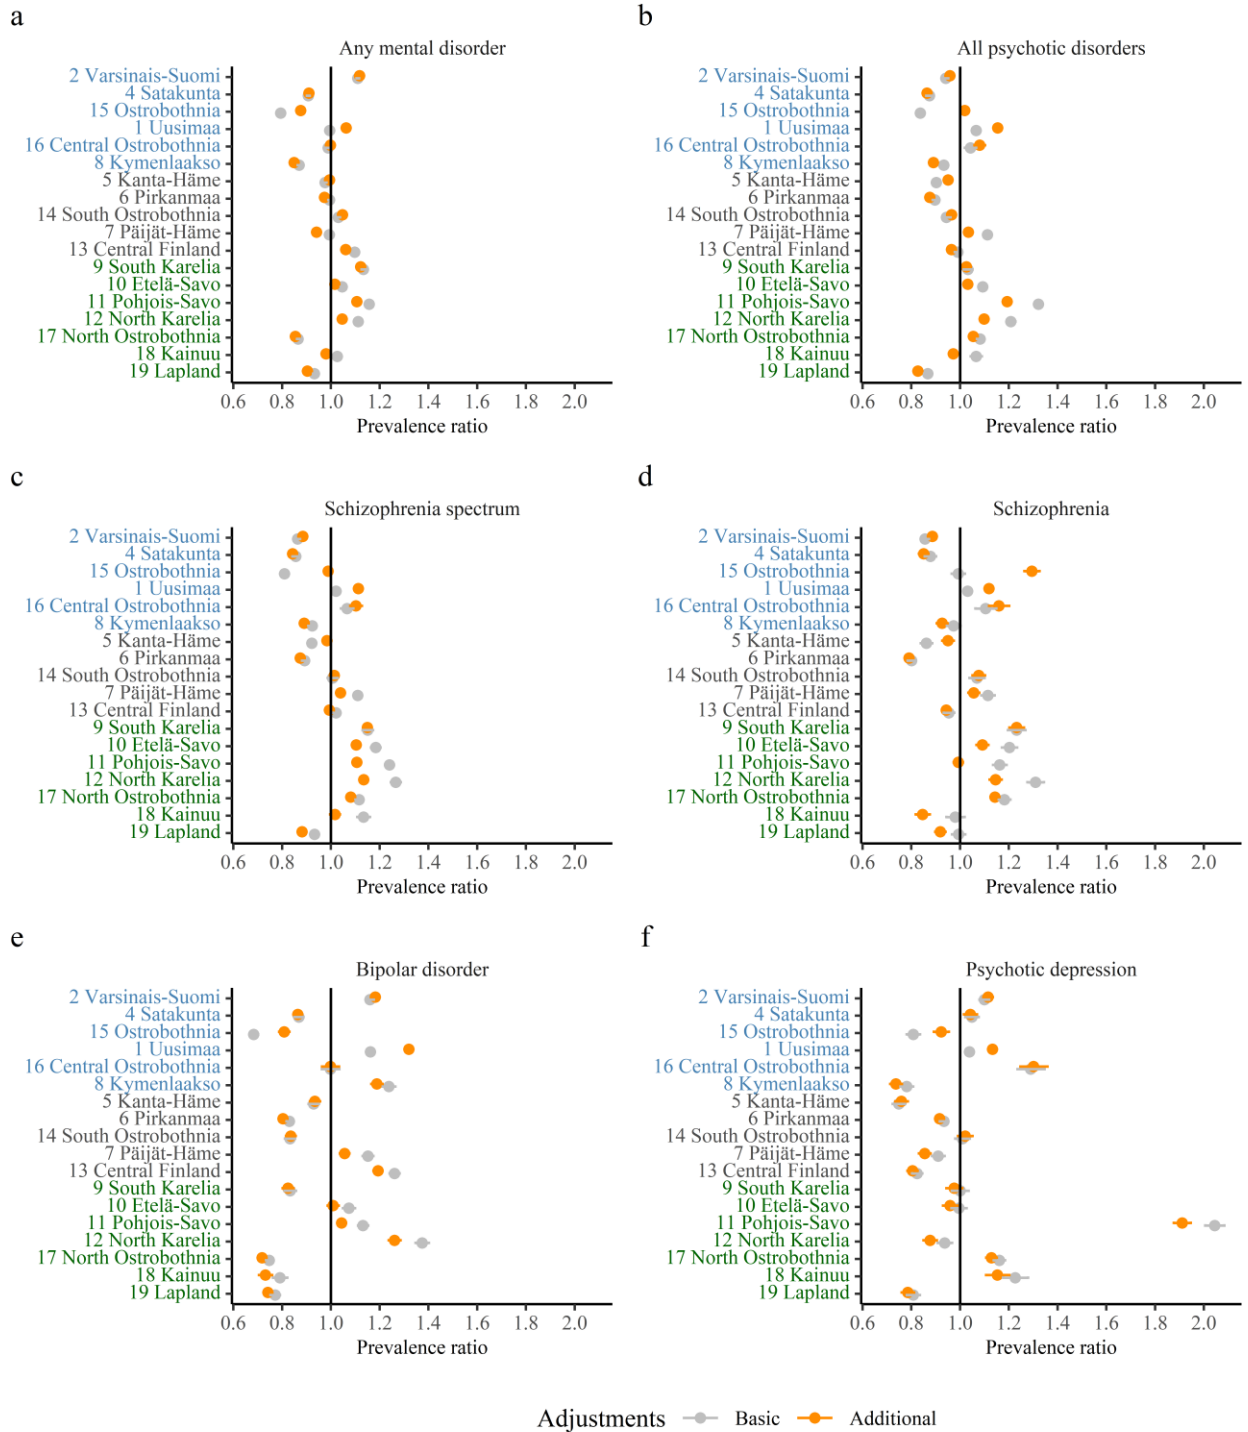 a
Any mental disorder
2 Varsinais-Suomi
4 Satakunta
15 Ostrobothnia
1 Uusimaa
16 Central Ostrobothnia
8 Kymenlaakso
5 Kanta-Häme
6 Pirkanmaa
14 South Ostrobothnia
7 Päijät-Häme
13 Central Finland
9 South Karelia
10 Etelä-Savo
11 Pohjois-Savo
12 North Karelia
17 North Ostrobothnia
18 Kainuu
19 Lapland
0.6 0.8 1.0 1.2 1.4 1.6 1.8 2.0
Prevalence ratio
b
All psychotic disorders
2 Varsinais-Suomi
4 Satakunta
15 Ostrobothnia
1 Uusimaa
16 Central Ostrobothnia
8 Kymenlaakso
5 Kanta-Häme
6 Pirkanmaa
14 South Ostrobothnia
7 Päijät-Häme
13 Central Finland
9 South Karelia
10 Etelä-Savo
11 Pohjois-Savo
12 North Karelia
17 North Ostrobothnia
18 Kainuu
19 Lapland
0.6 0.8 1.0 1.2 1.4 1.6 1.8 2.0
Prevalence ratio
c
Schizophrenia spectrum
2 Varsinais-Suomi
4 Satakunta
15 Ostrobothnia
1 Uusimaa
16 Central Ostrobothnia
8 Kymenlaakso
5 Kanta-Häme
6 Pirkanmaa
14 South Ostrobothnia
7 Päijät-Häme
13 Central Finland
9 South Karelia
10 Etelä-Savo
11 Pohjois-Savo
12 North Karelia
17 North Ostrobothnia
18 Kainuu
19 Lapland
0.6 0.8 1.0 1.2 1.4 1.6 1.8 2.0
Prevalence ratio
d
Schizophrenia
2 Varsinais-Suomi
4 Satakunta
15 Ostrobothnia
1 Uusimaa
16 Central Ostrobothnia
8 Kymenlaakso
5 Kanta-Häme
6 Pirkanmaa
14 South Ostrobothnia
7 Päijät-Häme
13 Central Finland
9 South Karelia
10 Etelä-Savo
11 Pohjois-Savo
12 North Karelia
17 North Ostrobothnia
18 Kainuu
19 Lapland
0.6 0.8 1.0 1.2 1.4 1.6 1.8 2.0
Prevalence ratio
e
Bipolar disorder
2 Varsinais-Suomi
4 Satakunta
15 Ostrobothnia
1 Uusimaa
16 Central Ostrobothnia
8 Kymenlaakso
5 Kanta-Häme
6 Pirkanmaa
14 South Ostrobothnia
7 Päijät-Häme
13 Central Finland
9 South Karelia
10 Etelä-Savo
11 Pohjois-Savo
12 North Karelia
17 North Ostrobothnia
18 Kainuu
19 Lapland
0.6 0.8 1.0 1.2 1.4 1.6 1.8 2.0
Prevalence ratio
f
Psychotic depression
2 Varsinais-Suomi
4 Satakunta
15 Ostrobothnia
1 Uusimaa
16 Central Ostrobothnia
8 Kymenlaakso
5 Kanta-Häme
6 Pirkanmaa
14 South Ostrobothnia
7 Päijät-Häme
13 Central Finland
9 South Karelia
10 Etelä-Savo
11 Pohjois-Savo
12 North Karelia
17 North Ostrobothnia
18 Kainuu
19 Lapland
0.6 0.8 1.0 1.2 1.4 1.6 1.8 2.0
Prevalence ratio
Adjustments Basic Additional